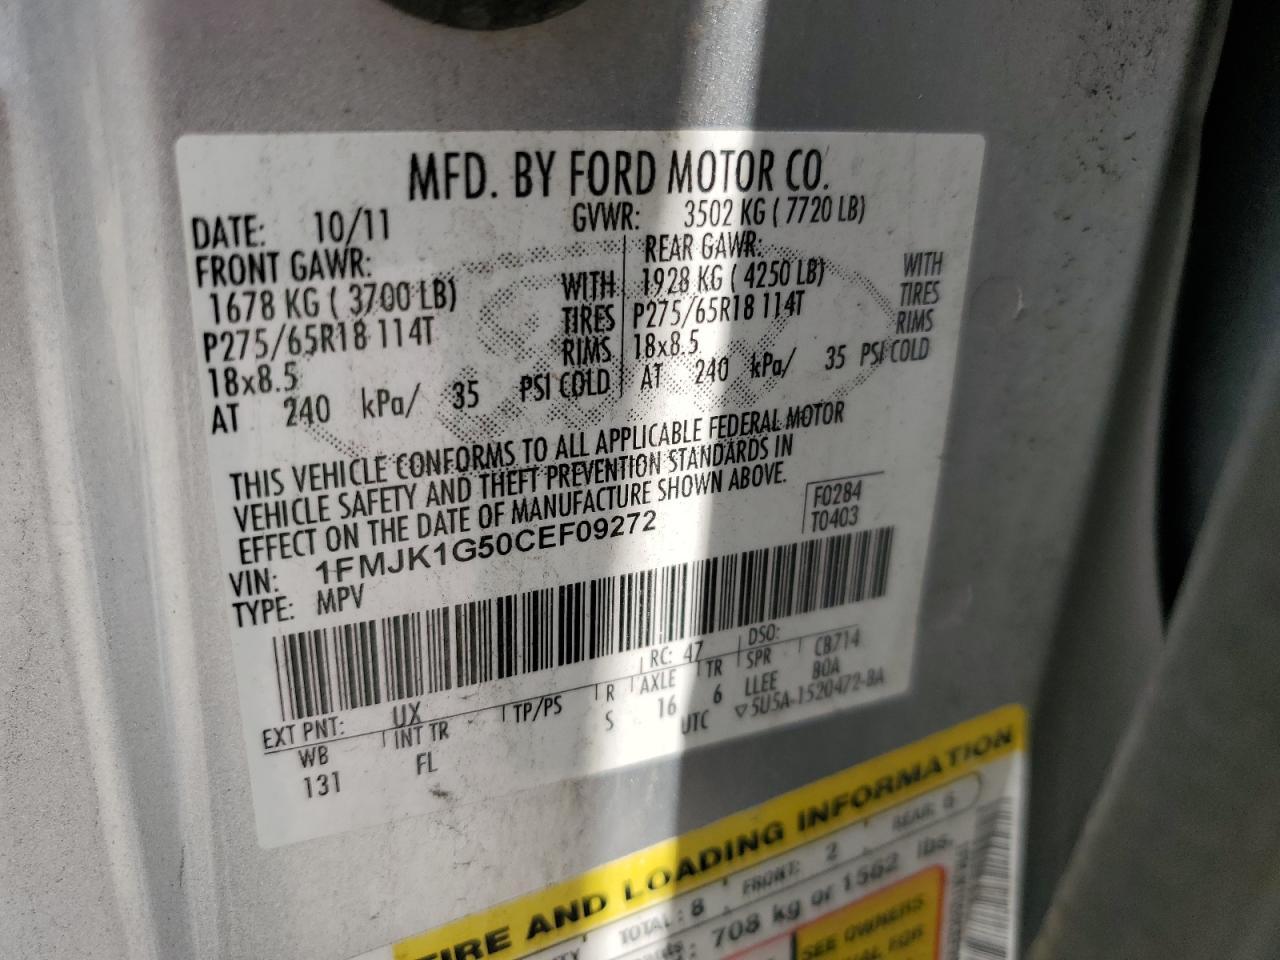 MFD. BY FORD MOTOR CO.
DATE: 10/11 GVWR: 3502 KG ( 7720 LB)
FRONT GAWR: REAR GAWR:
1678 KG ( 3700 LB) WITH 1928 KG ( 4250 LB) WITH
P275/65R18 114T TIRES P275/65R18 114T TIRES
18x8.5 RIMS 18x8.5 RIMS
AT 240 kPa/ 35 PSI COLD AT 240 kPa/ 35 PSI COLD
THIS VEHICLE CONFORMS TO ALL APPLICABLE FEDERAL MOTOR
VEHICLE SAFETY AND THEFT PREVENTION STANDARDS IN
EFFECT ON THE DATE OF MANUFACTURE SHOWN ABOVE.
F0284
T0403
VIN: 1FMJK1G50CEF09272
TYPE: MPV
EXT PNT: UX RC: 47 DSO:
WB INT TR TP/PS R AXLE TR SPR CB714
131 FL S 16 6 LLEE BOA
UTC ▽5U5A-1520472-BA
TIRE AND LOADING INFORMATION
TOTAL: 8 FRONT: 2 REAR: 6
708 kg or 1562 lbs.
SEE OWNERS